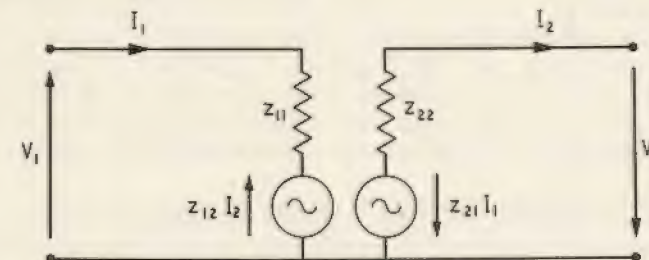 I₁ I₂
z₁₁ z₂₂
V₁ V
z₁₂ I₂ z₂₁ I₁